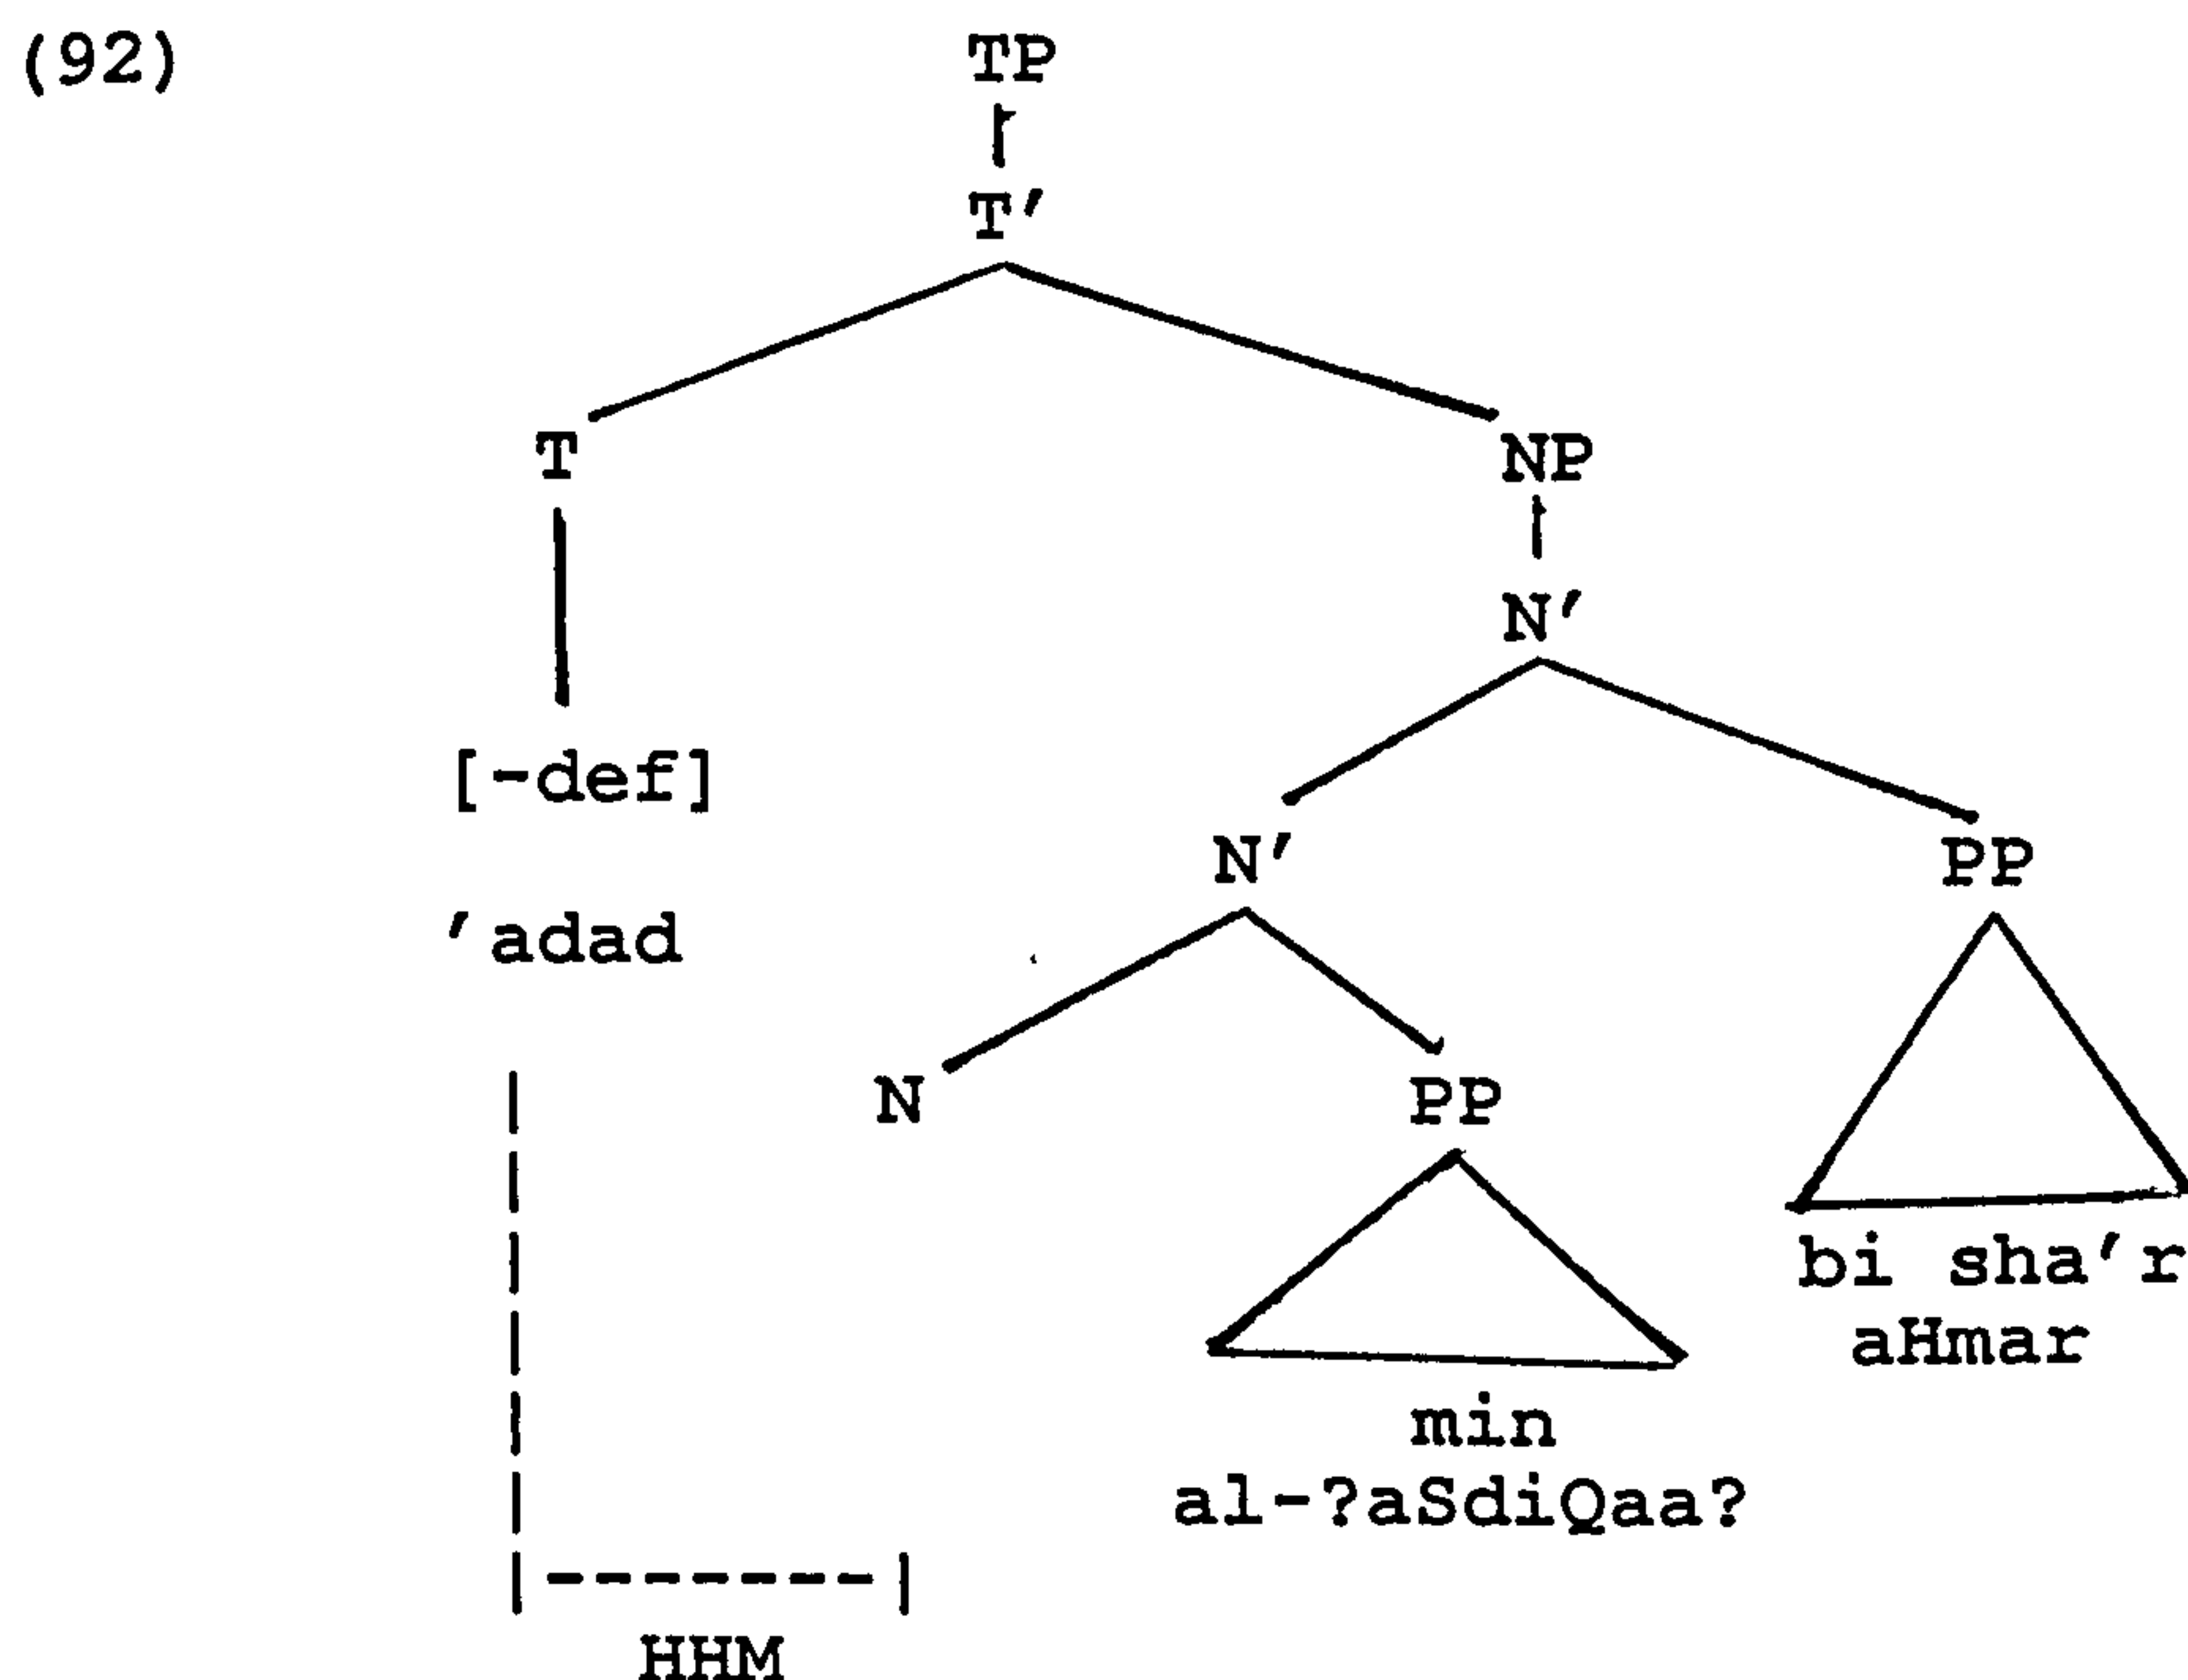 (92)
TP
T'
T NP
N'
[-def]
N' PP
'adad
N PP
bi sha'r
aHmar
min
al-?aSdiQaa?
HHM